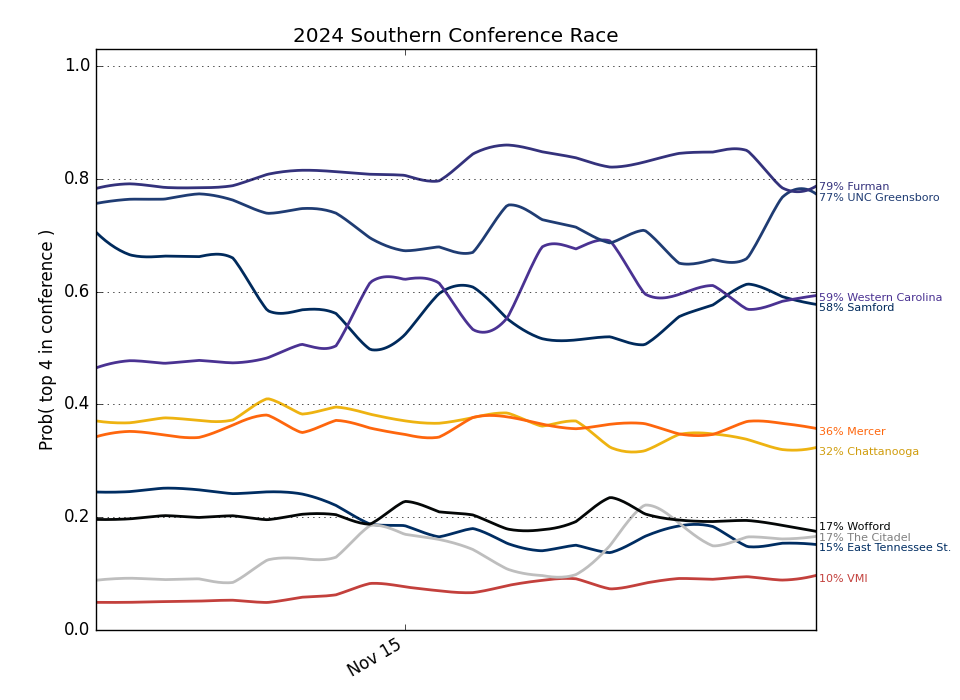 2024 Southern Conference Race
1.0
0.8
0.6
0.4
0.2
0.0
Prob( top 4 in conference )
Nov 15
79% Furman
77% UNC Greensboro
59% Western Carolina
58% Samford
36% Mercer
32% Chattanooga
17% Wofford
17% The Citadel
15% East Tennessee St.
10% VMI